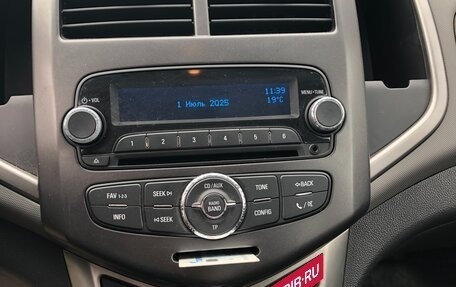 VOL
11:39
1 Июль 2025
19°C
MENU•TUNE
1 2 3 4 5 6
FAV 1-2-3
SEEK
CD/AUX
TONE
BACK
INFO
SEEK
RADIO
BAND
CONFIG
TP
IB.RU